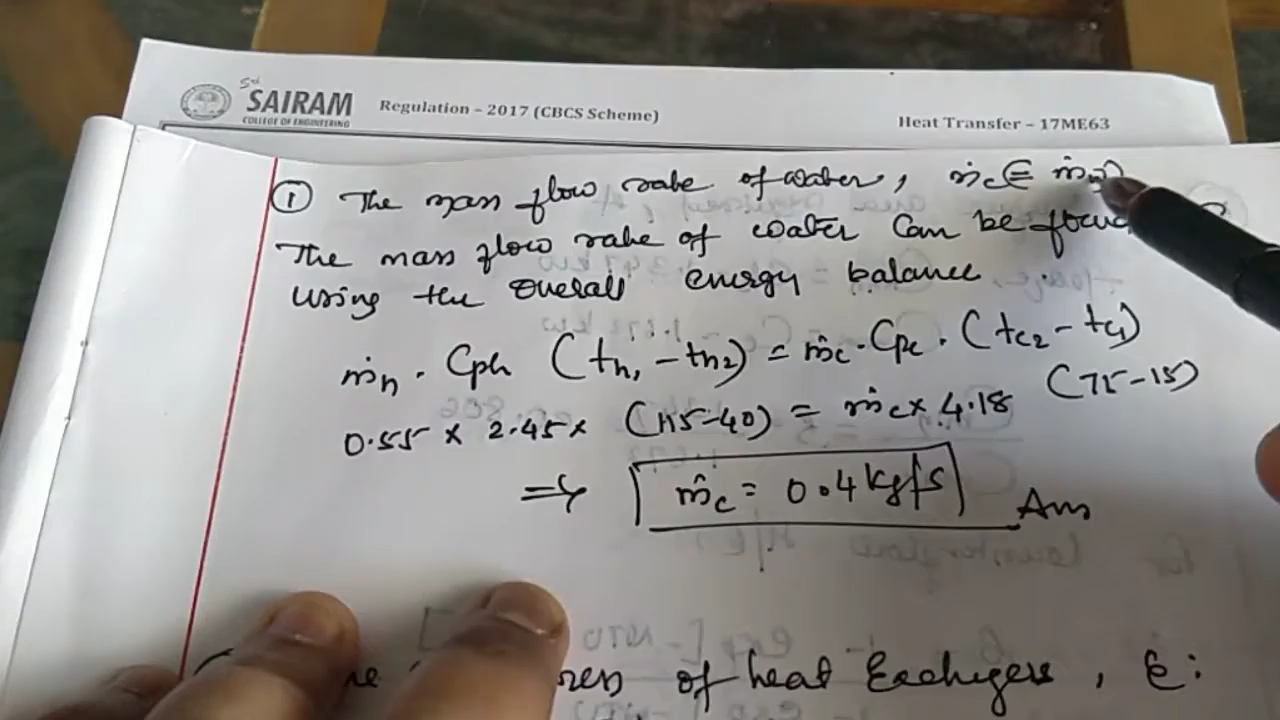 SAIRAM
COLLEGE OF ENGINEERING
Regulation – 2017 (CBCS Scheme)
Heat Transfer – 17ME63
① The mass flow rate of water, ṁc (= ṁw)
The mass flow rate of water can be
using the overall energy balance
ṁh . Cph (th1 - th2) = ṁc . Cpc . (tc2 - tc1)
0.55 × 2.45 × (115-40) = ṁc × 4.18 (75-15)
⇒ ṁc = 0.4 kg/s Ans
of heat Exchgers, ε: